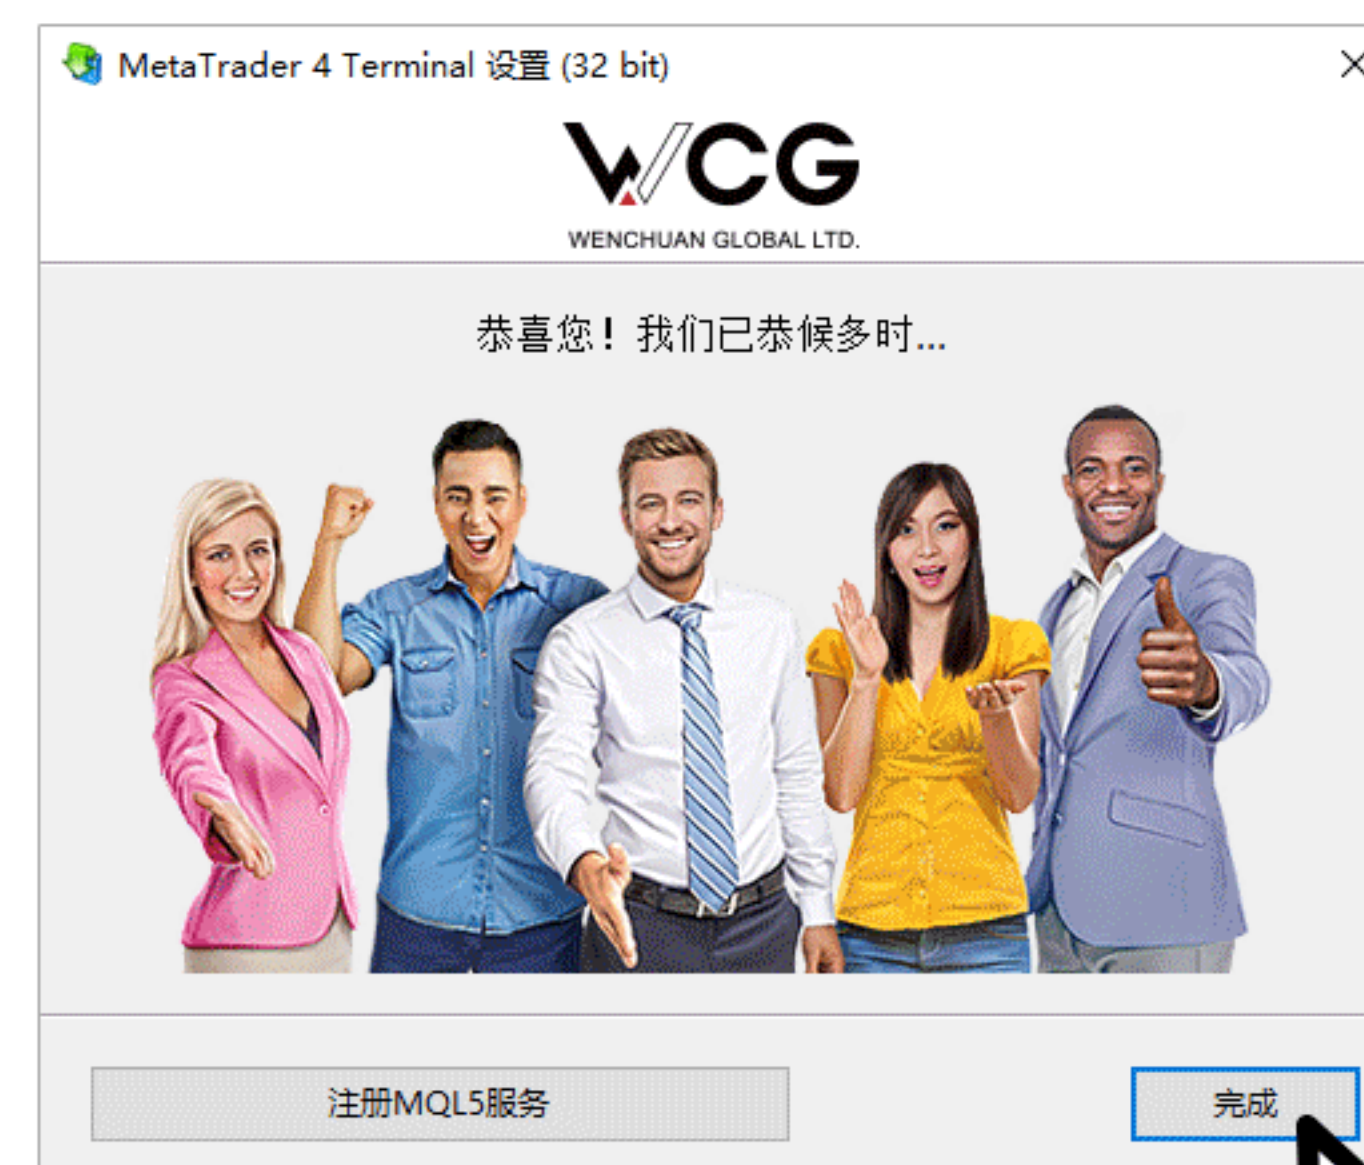 MetaTrader 4 Terminal 设置 (32 bit)
WCG
WENCHUAN GLOBAL LTD.
恭喜您！我们已恭候多时...
注册MQL5服务
完成